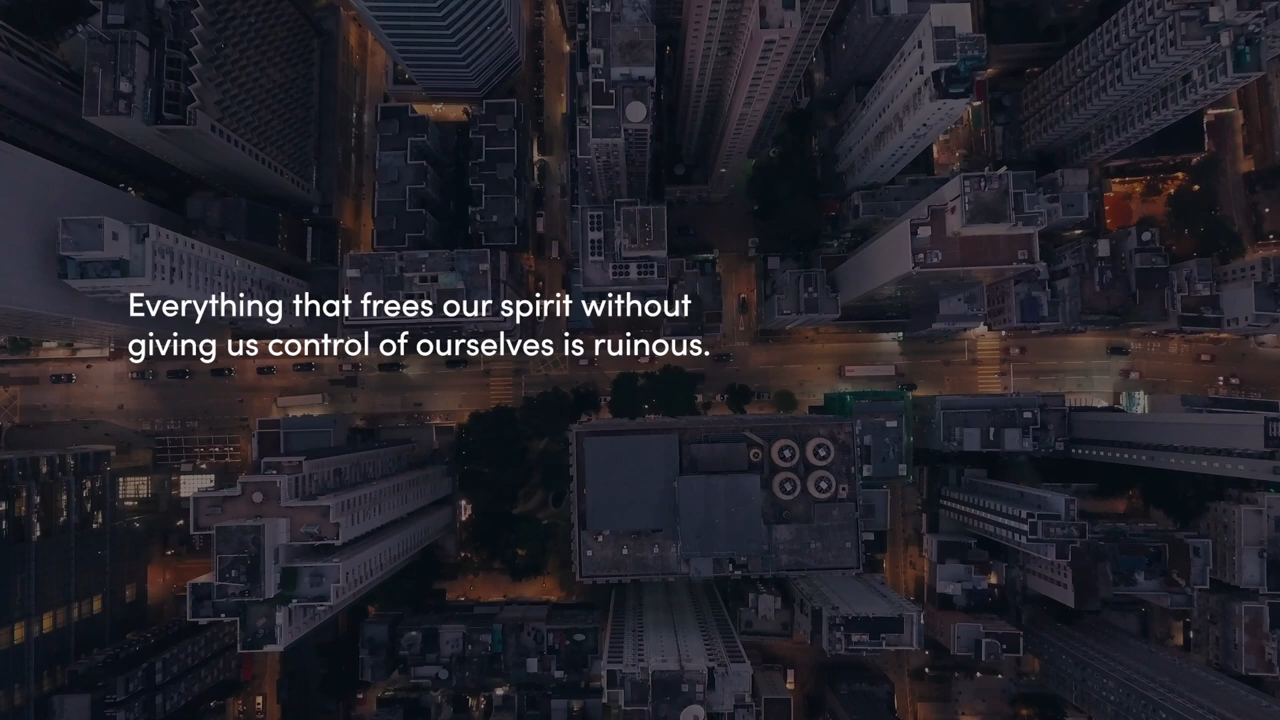 Everything that frees our spirit without
giving us control of ourselves is ruinous.